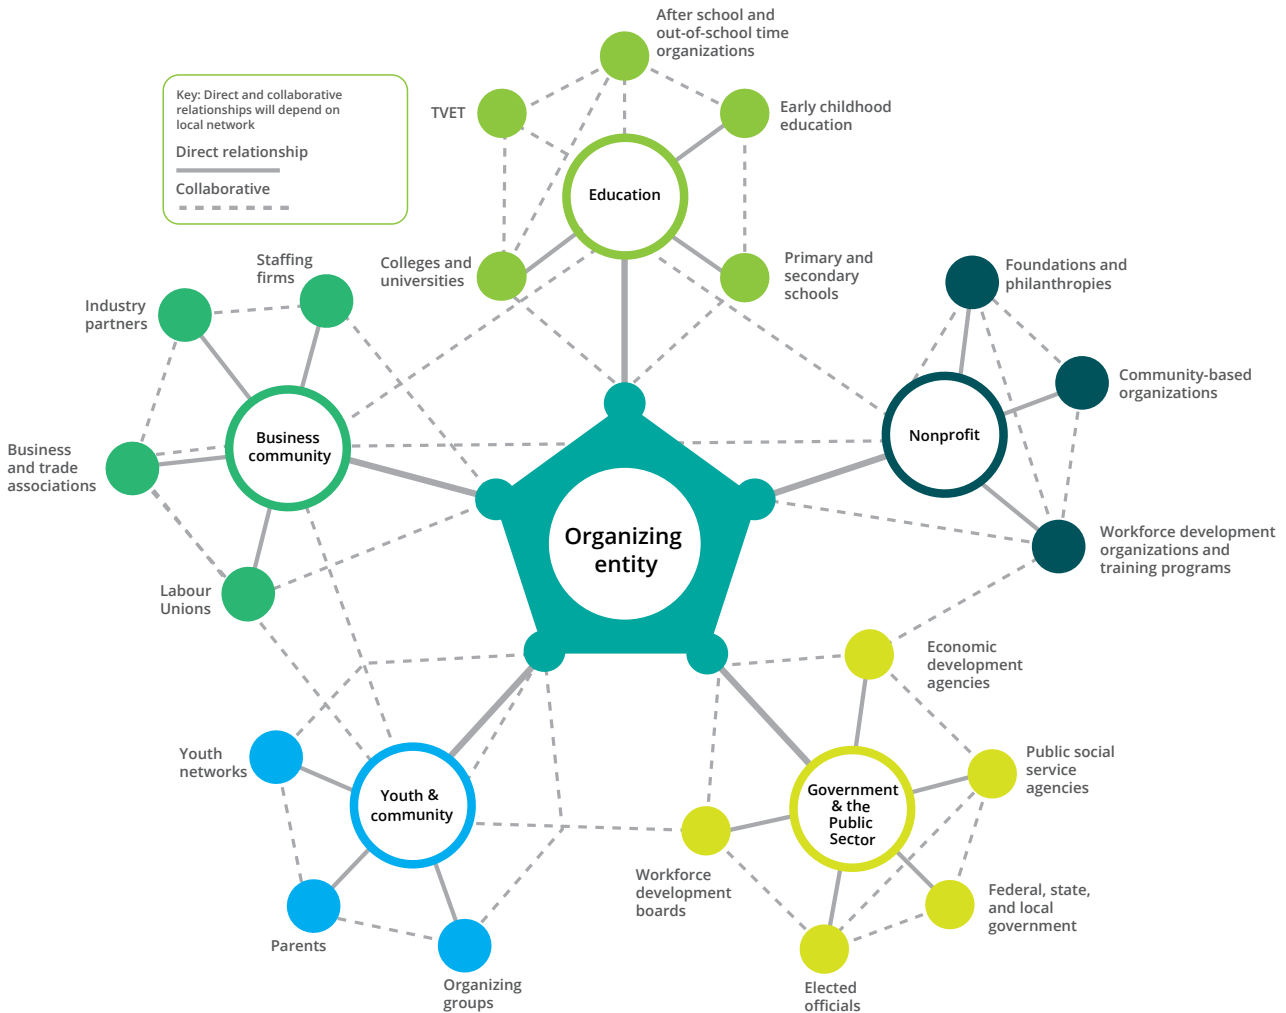 After school and
out-of-school time
organizations
Key: Direct and collaborative
relationships will depend on
local network
Direct relationship
Collaborative
TVET
Early childhood
education
Education
Colleges and
universities
Primary and
secondary
schools
Staffing
firms
Industry
partners
Business
and trade
associations
Business
community
Labour
Unions
Foundations and
philanthropies
Community-based
organizations
Nonprofit
Workforce development
organizations and
training programs
Organizing
entity
Economic
development
agencies
Public social
service
agencies
Government
& the
Public
Sector
Workforce
development
boards
Federal, state,
and local
government
Elected
officials
Youth
networks
Youth &
community
Parents
Organizing
groups